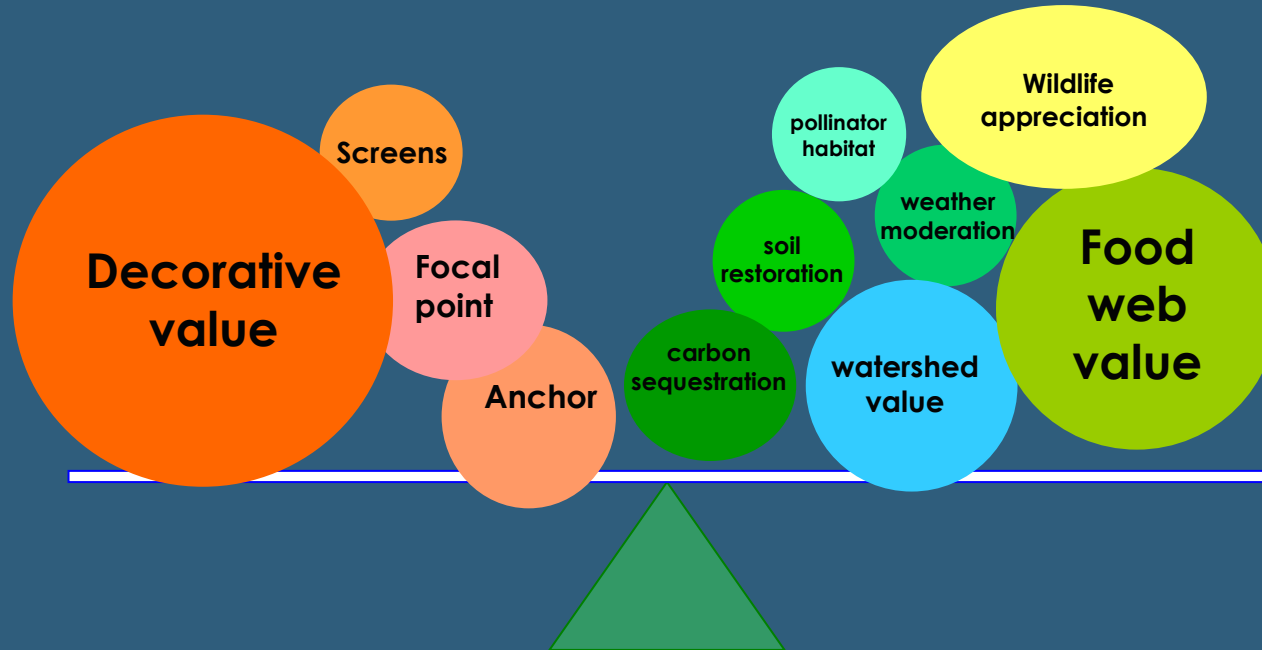 Decorative
value
Screens
Focal
point
Anchor
carbon
sequestration
soil
restoration
pollinator
habitat
weather
moderation
watershed
value
Wildlife
appreciation
Food
web
value